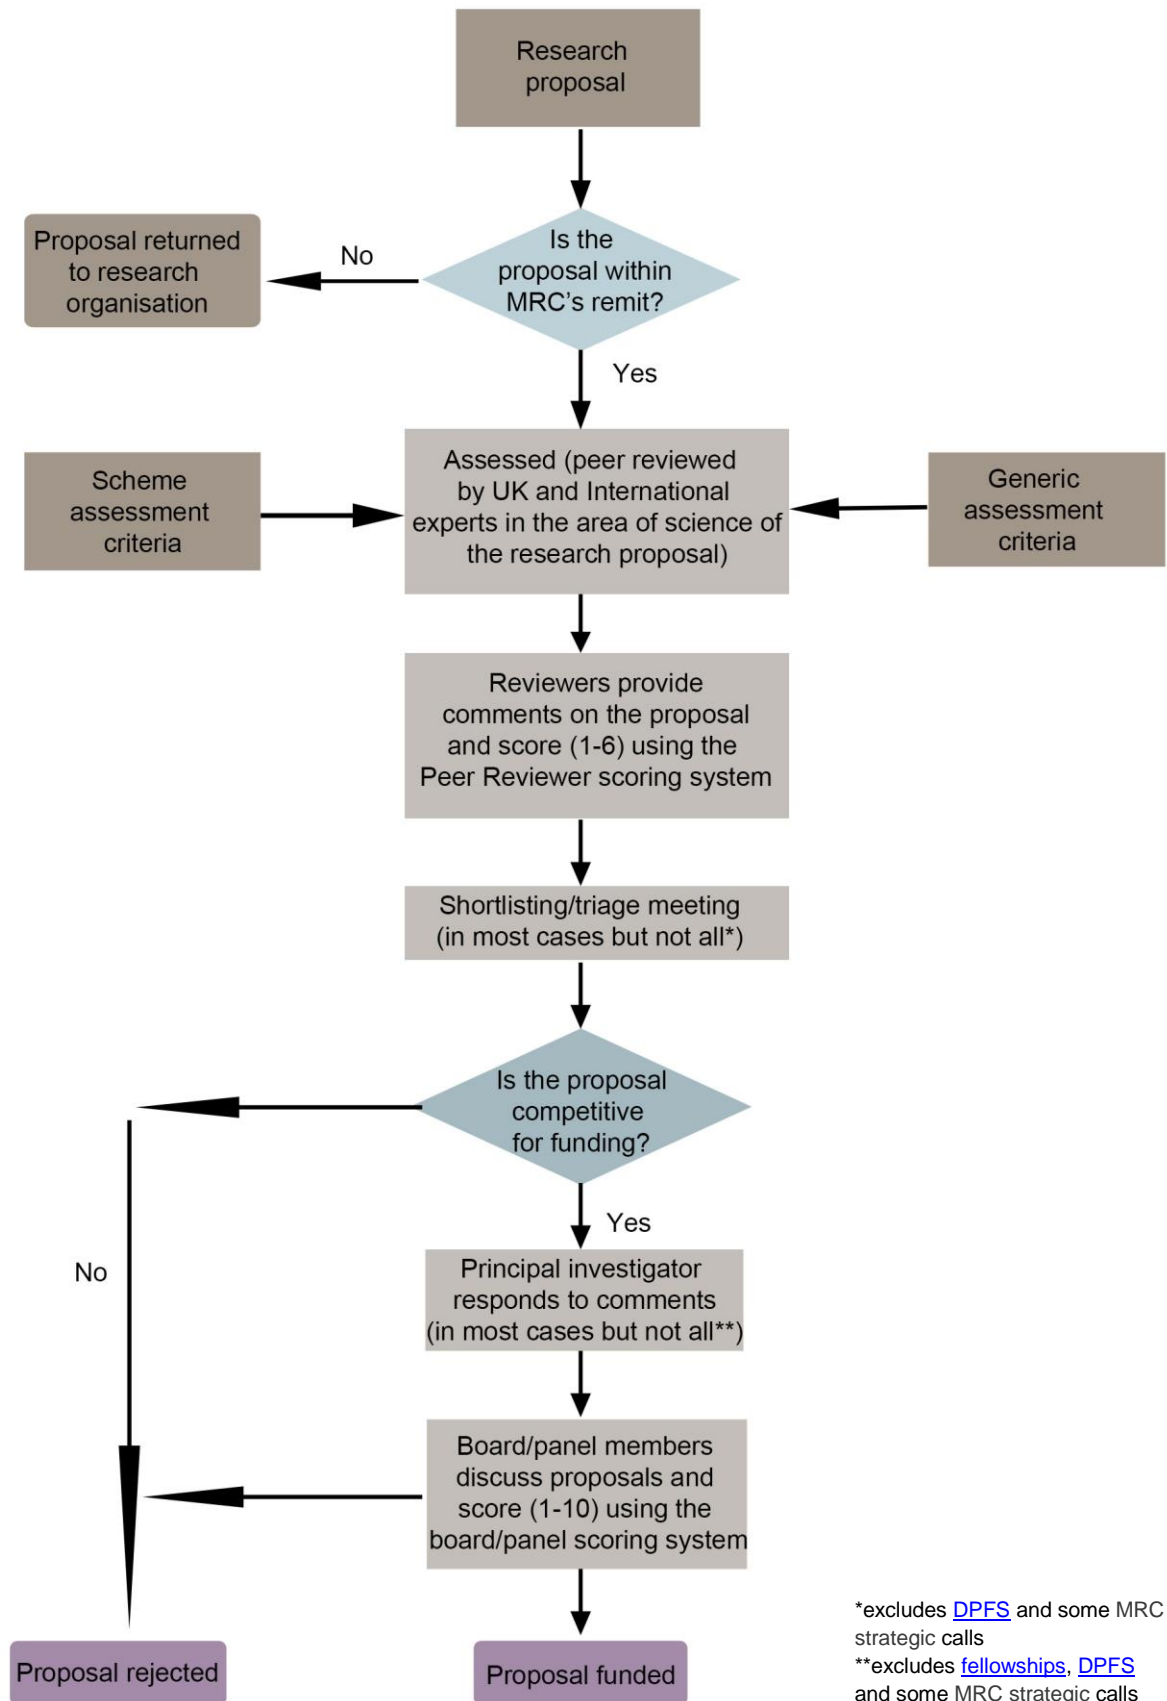 Research
proposal
Is the
proposal within
MRC's remit?
No
Proposal returned
to research
organisation
Yes
Scheme
assessment
criteria
Assessed (peer reviewed
by UK and International
experts in the area of science of
the research proposal)
Generic
assessment
criteria
Reviewers provide
comments on the proposal
and score (1-6) using the
Peer Reviewer scoring system
Shortlisting/triage meeting
(in most cases but not all*)
Is the proposal
competitive
for funding?
Yes
No
Principal investigator
responds to comments
(in most cases but not all**)
Board/panel members
discuss proposals and
score (1-10) using the
board/panel scoring system
Proposal rejected
Proposal funded
*excludes DPFS and some MRC
strategic calls
**excludes fellowships, DPFS
and some MRC strategic calls